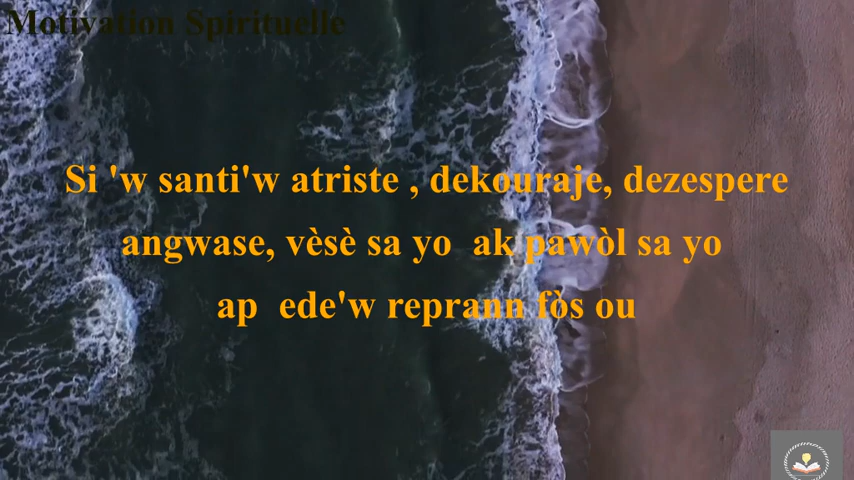 Motivation Spirituelle
Si 'w santi'w atriste , dekouraje, dezespere
angwase, vèsè sa yo ak pawòl sa yo
ap ede'w reprann fòs ou